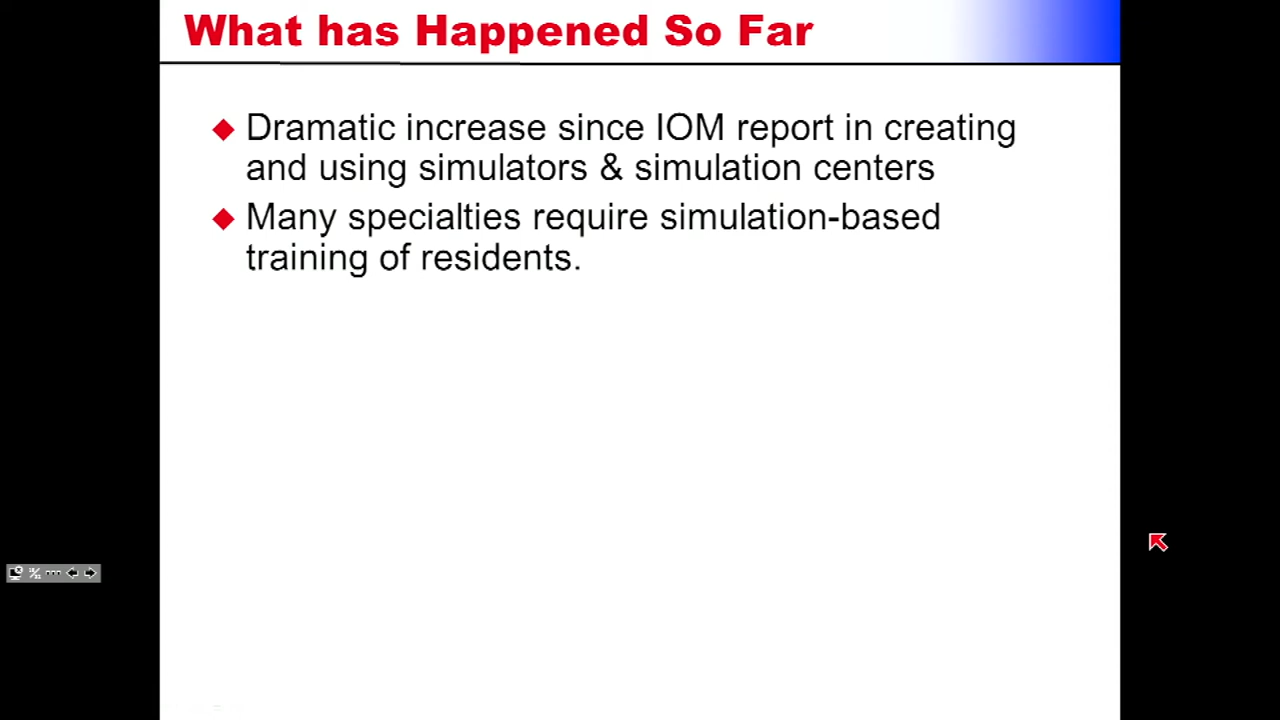 What has Happened So Far
Dramatic increase since IOM report in creating
and using simulators & simulation centers
Many specialties require simulation-based
training of residents.